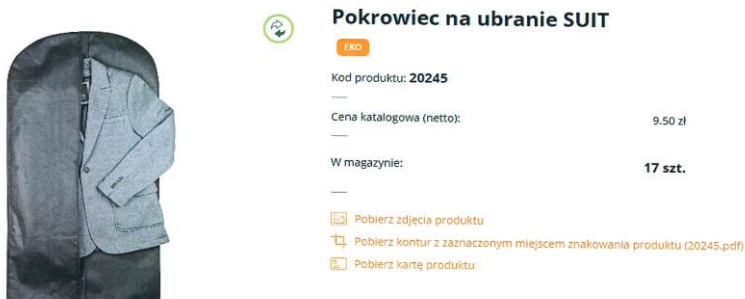 Pokrowiec na ubranie SUIT
EKO
Kod produktu: 20245
Cena katalogowa (netto): 9.50 zł
W magazynie: 17 szt.
Pobierz zdjęcia produktu
Pobierz kontur z zaznaczonym miejscem znakowania produktu (20245.pdf)
Pobierz kartę produktu